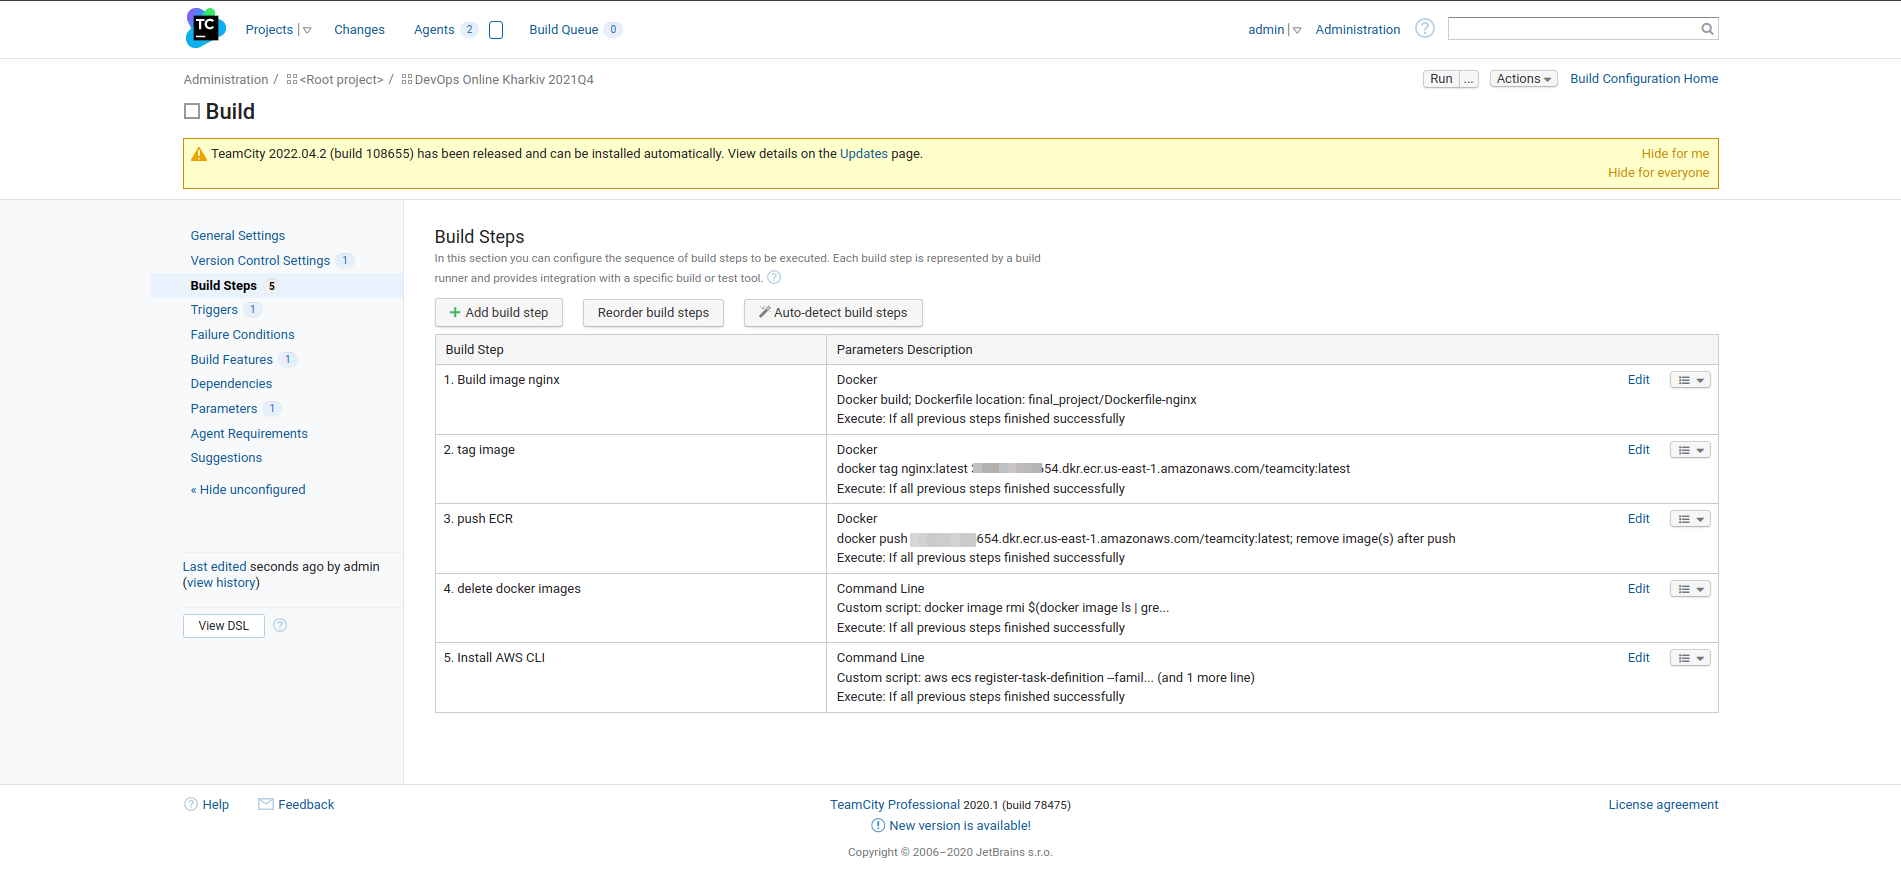 TC
Projects
Changes
Agents 2
Build Queue 0
admin
Administration
Administration / <Root project> / DevOps Online Kharkiv 2021Q4
Run ...
Actions
Build Configuration Home
Build
TeamCity 2022.04.2 (build 108655) has been released and can be installed automatically. View details on the Updates page.
Hide for me
Hide for everyone
General Settings
Version Control Settings 1
Build Steps 5
Triggers 1
Failure Conditions
Build Features 1
Dependencies
Parameters 1
Agent Requirements
Suggestions
« Hide unconfigured
Last edited seconds ago by admin
(view history)
View DSL ?
Build Steps
In this section you can configure the sequence of build steps to be executed. Each build step is represented by a build
runner and provides integration with a specific build or test tool. ?
+ Add build step
Reorder build steps
Auto-detect build steps
Build Step
Parameters Description
1. Build image nginx
Docker
Docker build; Dockerfile location: final_project/Dockerfile-nginx
Execute: If all previous steps finished successfully
Edit
2. tag image
Docker
docker tag nginx:latest 54.dkr.ecr.us-east-1.amazonaws.com/teamcity:latest
Execute: If all previous steps finished successfully
Edit
3. push ECR
Docker
docker push 654.dkr.ecr.us-east-1.amazonaws.com/teamcity:latest; remove image(s) after push
Execute: If all previous steps finished successfully
Edit
4. delete docker images
Command Line
Custom script: docker image rmi $(docker image ls | gre...
Execute: If all previous steps finished successfully
Edit
5. Install AWS CLI
Command Line
Custom script: aws ecs register-task-definition --famil... (and 1 more line)
Execute: If all previous steps finished successfully
Edit
? Help
Feedback
TeamCity Professional 2020.1 (build 78475)
New version is available!
License agreement
Copyright © 2006–2020 JetBrains s.r.o.